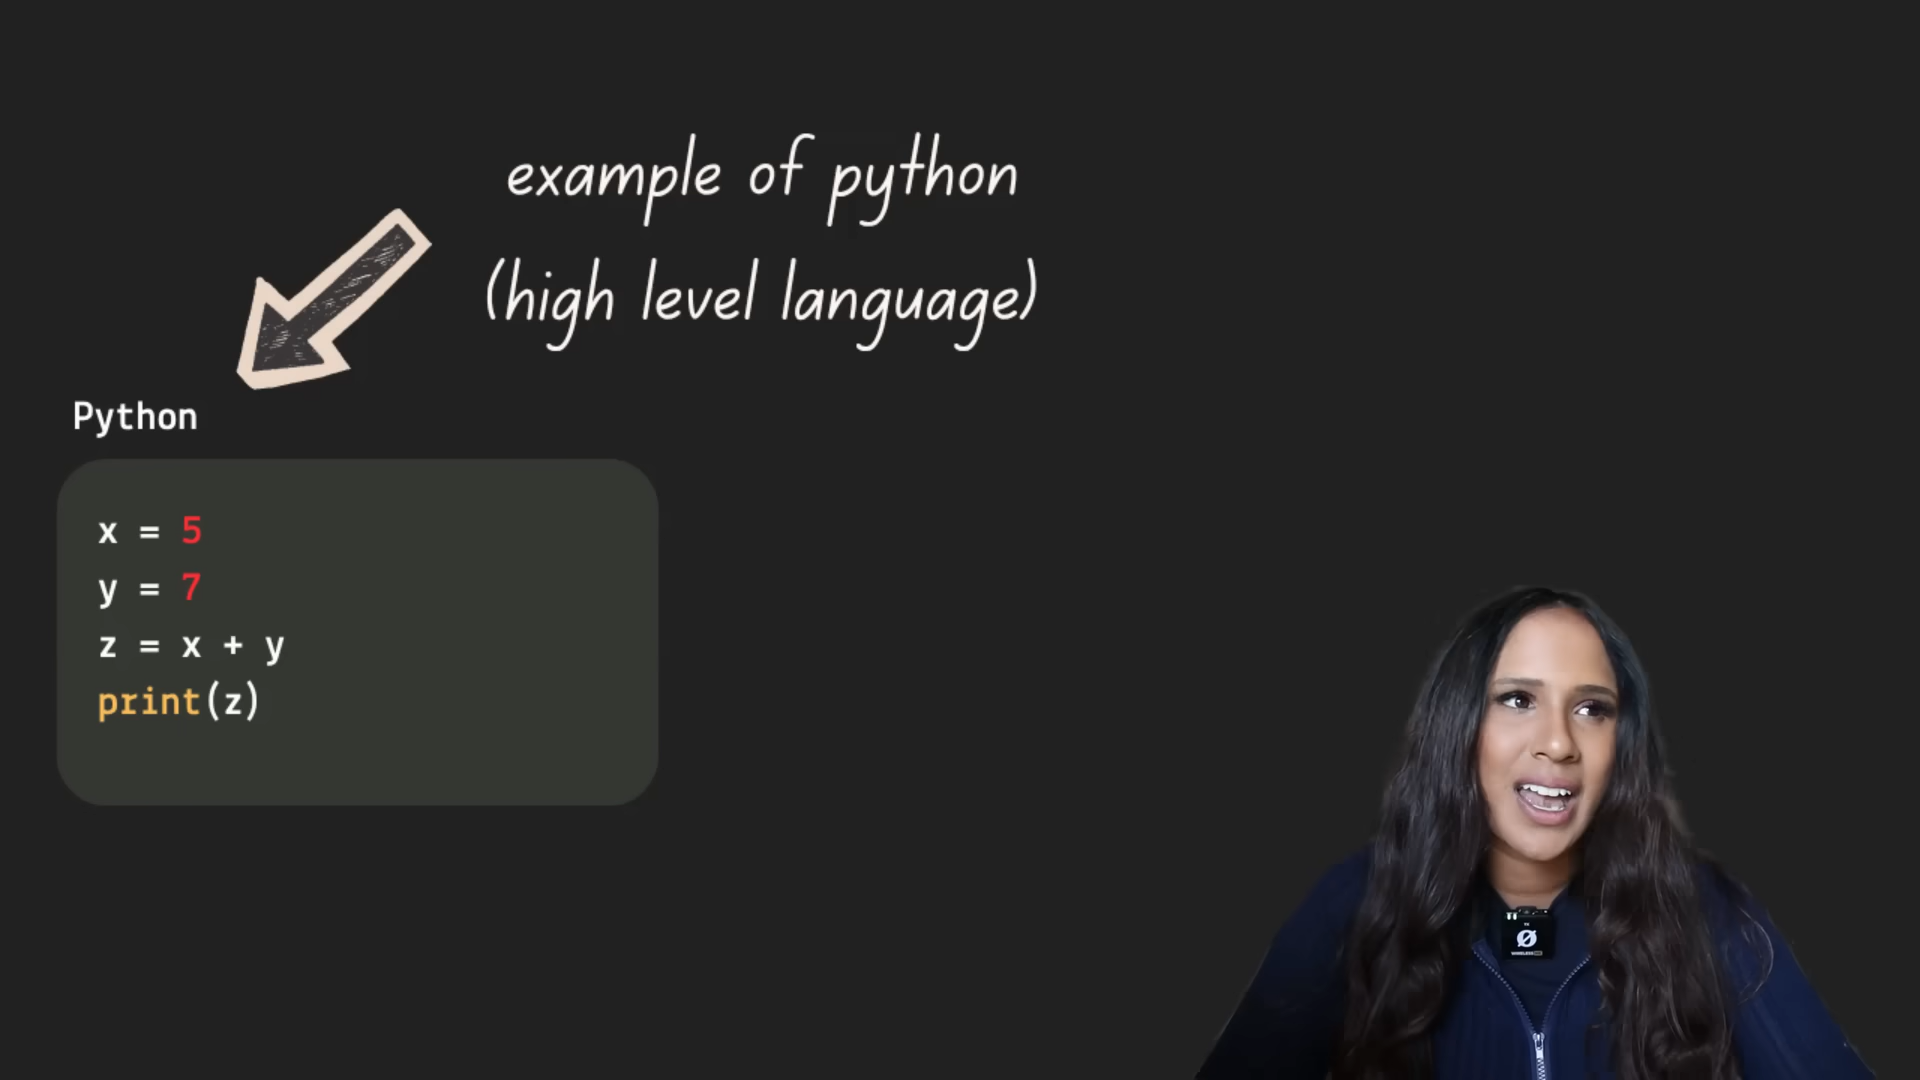 example of python
(high level language)
Python
x = 5
y = 7
z = x + y
print(z)